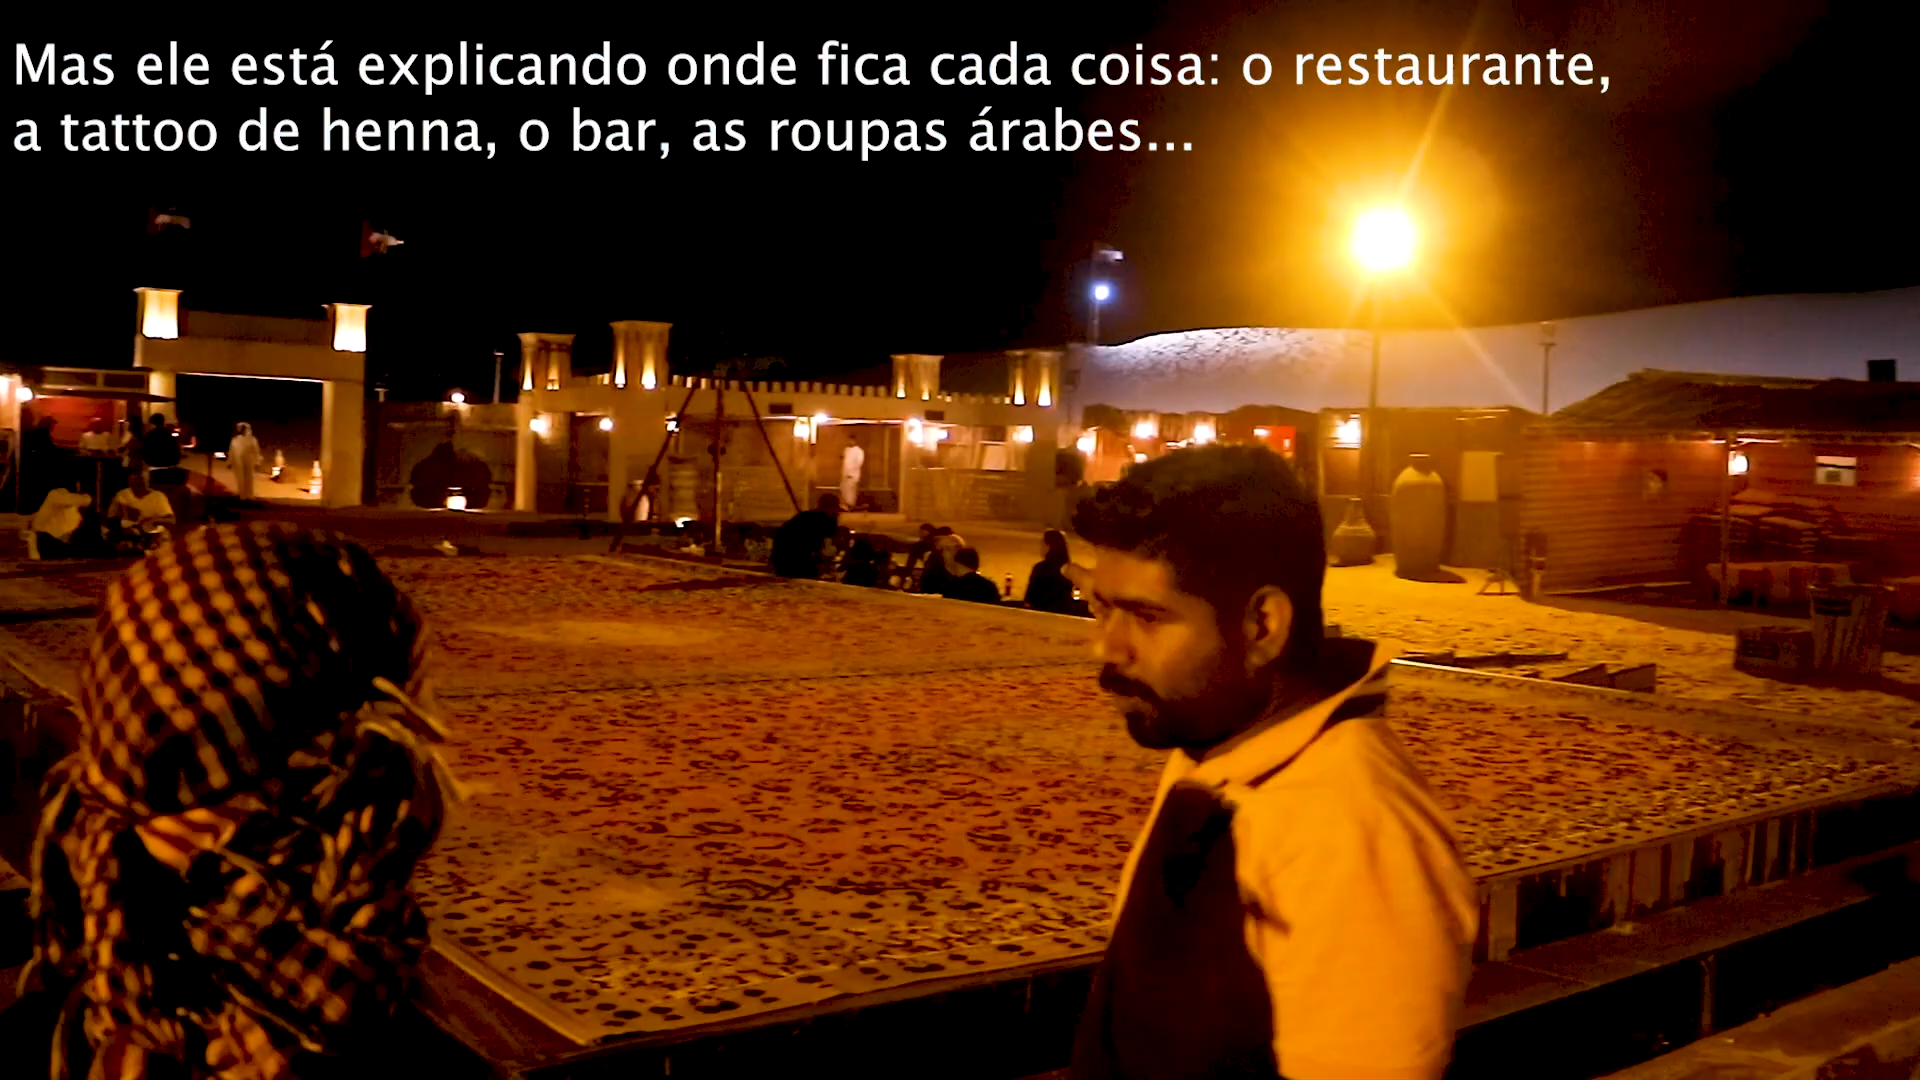 Mas ele está explicando onde fica cada coisa: o restaurante,
a tattoo de henna, o bar, as roupas árabes...